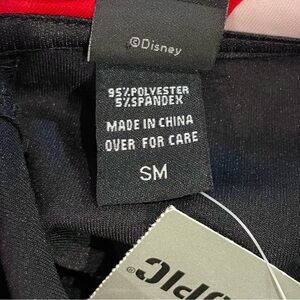 ©Disney
95%POLYESTER
5%SPANDEX
MADE IN CHINA
OVER FOR CARE
SM